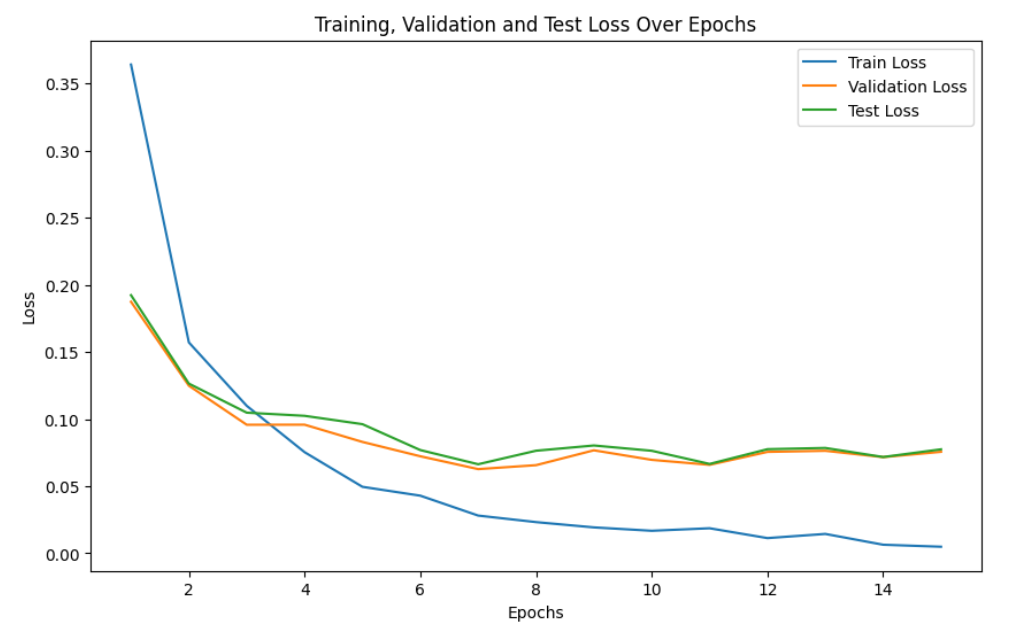 Training, Validation and Test Loss Over Epochs
Train Loss
Validation Loss
Test Loss
Loss
0.35
0.30
0.25
0.20
0.15
0.10
0.05
0.00
2 4 6 8 10 12 14
Epochs